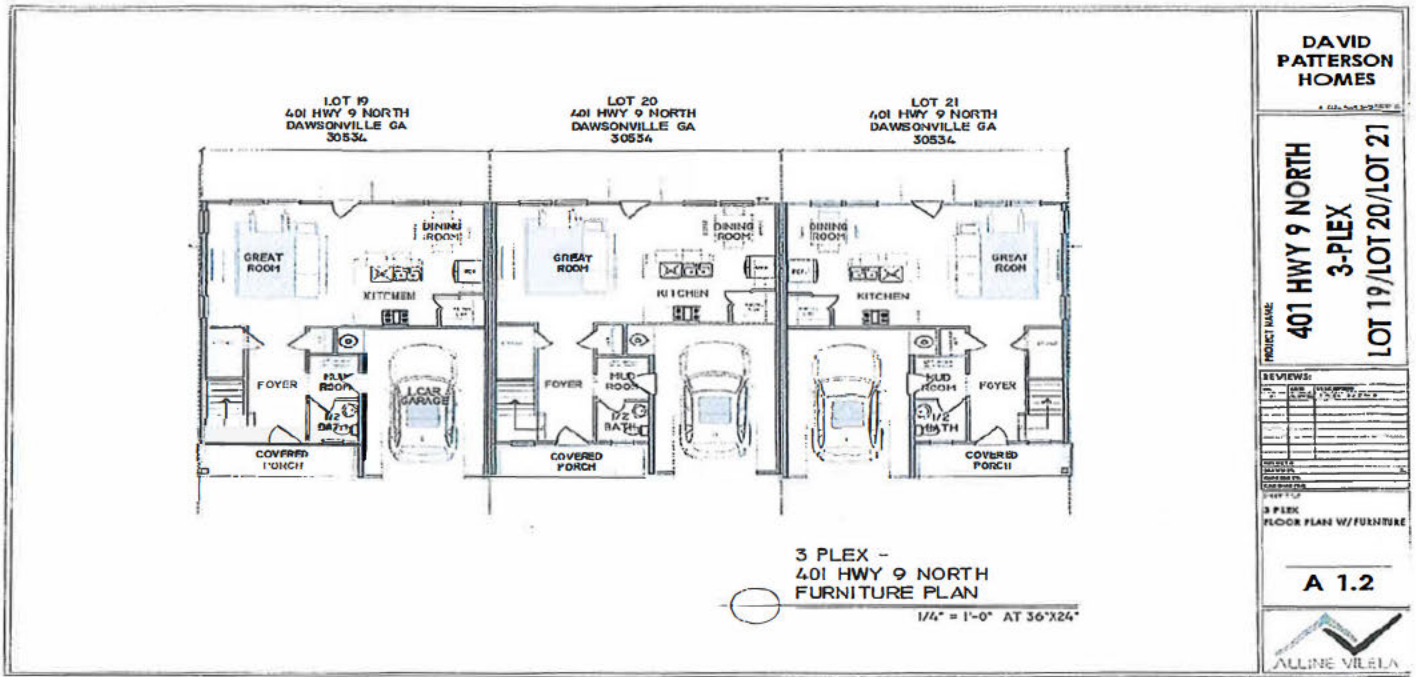 LOT 19
401 HWY 9 NORTH
DAWSONVILLE GA
30534
LOT 20
401 HWY 9 NORTH
DAWSONVILLE GA
30534
LOT 21
401 HWY 9 NORTH
DAWSONVILLE GA
30534
GREAT
ROOM
DINING
ROOM
KITCHEN
FOYER
MUD
ROOM
1/2
BATH
1 CAR
GARAGE
COVERED
PORCH
GREAT
ROOM
DINING
ROOM
KITCHEN
FOYER
MUD
ROOM
1/2
BATH
COVERED
PORCH
DINING
ROOM
GREAT
ROOM
KITCHEN
MUD
ROOM
FOYER
1/2
BATH
COVERED
PORCH
3 PLEX -
401 HWY 9 NORTH
FURNITURE PLAN
1/4" = 1'-0" AT 36"X24"
DAVID
PATTERSON
HOMES
PROJECT NAME:
401 HWY 9 NORTH
3-PLEX
LOT 19/LOT 20/LOT 21
REVIEWS:
3 PLEX
FLOOR PLAN W/FURNITURE
A 1.2
ALLINE VILELA